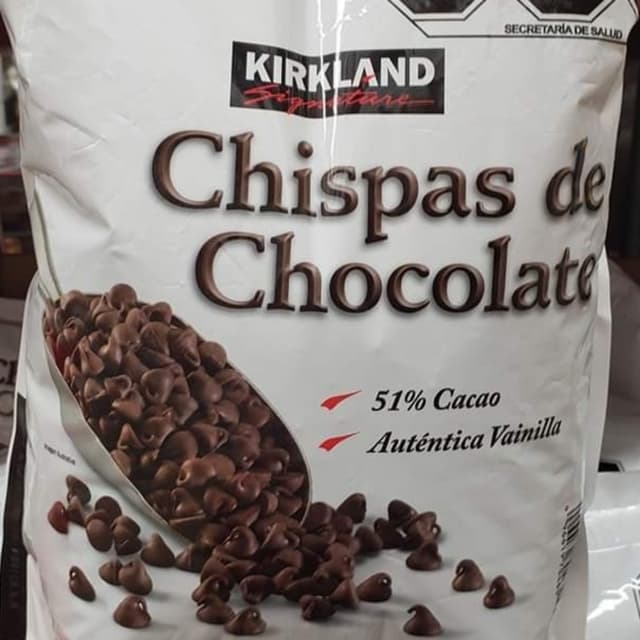 SECRETARÍA DE SALUD
KIRKLAND
Signature
Chispas de
Chocolate
51% Cacao
Auténtica Vainilla